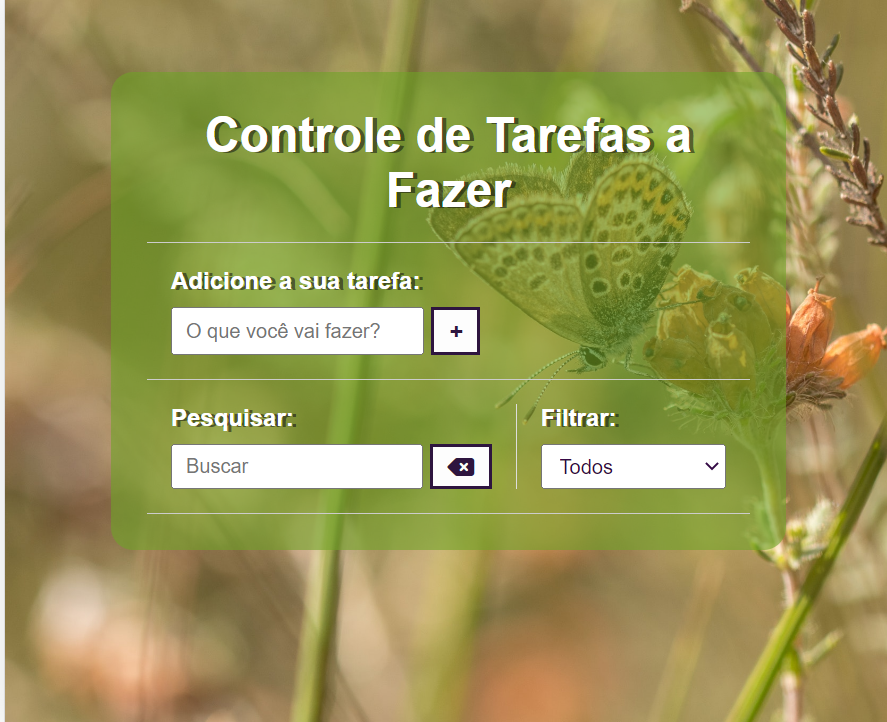 Controle de Tarefas a
Fazer
Adicione a sua tarefa:
O que você vai fazer?
+
Pesquisar:
Filtrar:
Buscar
Todos